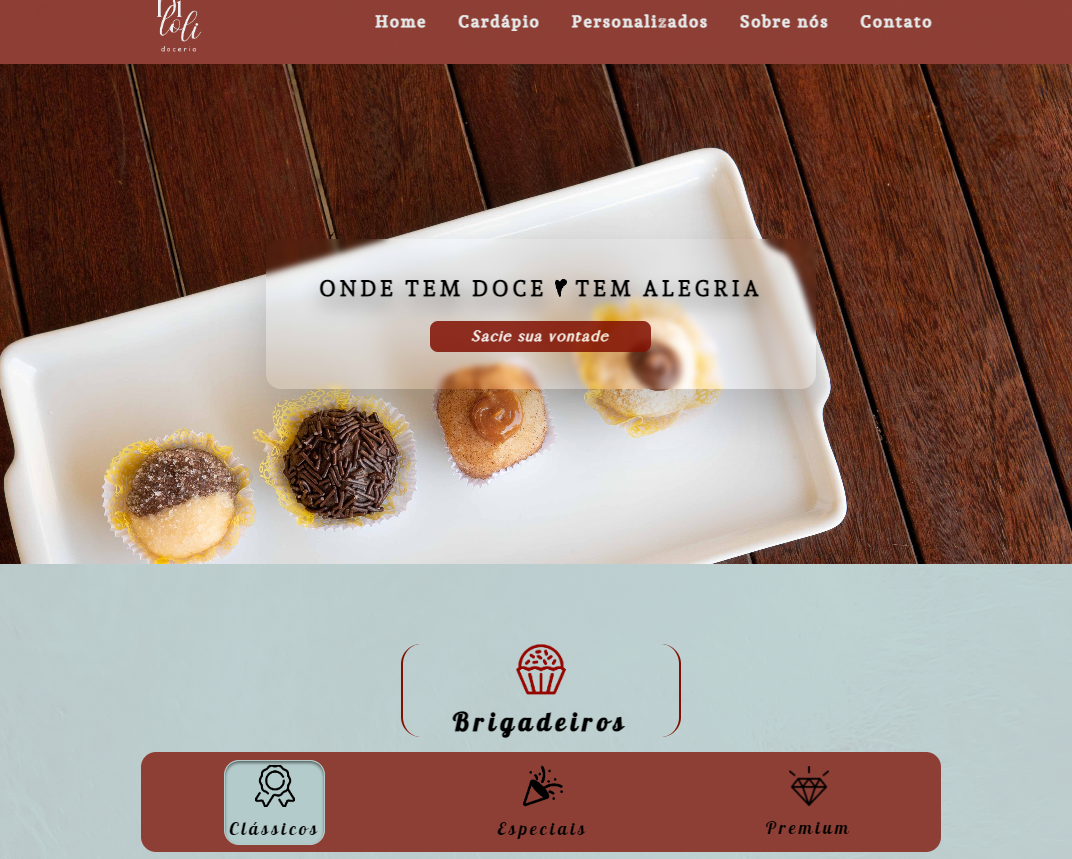 Di
loli
doceria
Home Cardápio Personalizados Sobre nós Contato
ONDE TEM DOCE TEM ALEGRIA
Sacie sua vontade
Brigadeiros
Clássicos Especiais Premium